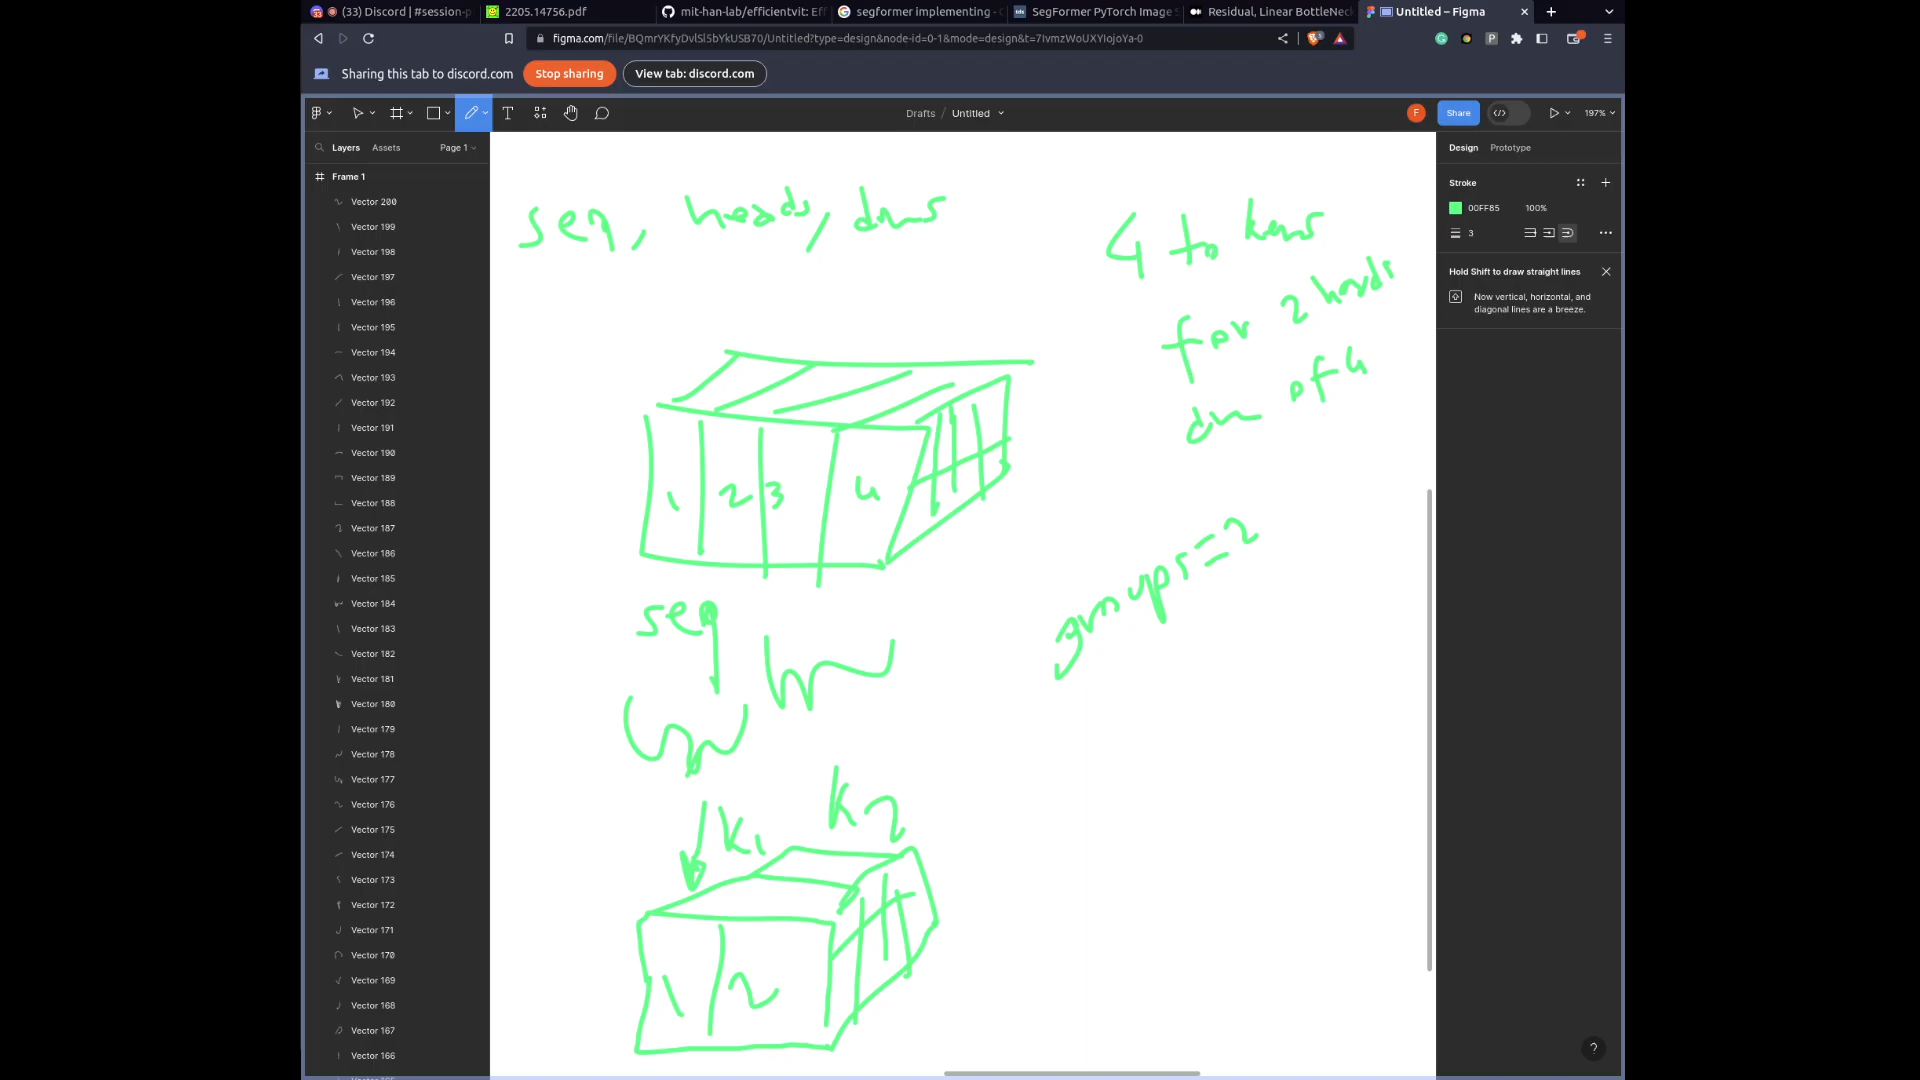 (33) Discord | #session-p
2205.14756.pdf
mit-han-lab/efficientvit: Eff
segformer implementing - G
SegFormer PyTorch Image S
Residual, Linear BottleNeck
Untitled – Figma
figma.com/file/BQmrYKfyDvlSlSbYkUSB70/Untitled?type=design&node-id=0-1&mode=design&t=7IvmzWoUXYIojoYa-0
Sharing this tab to discord.com
Stop sharing
View tab: discord.com
Drafts / Untitled
F
Share
197%
Layers
Assets
Page 1
Frame 1
Vector 200
Vector 199
Vector 198
Vector 197
Vector 196
Vector 195
Vector 194
Vector 193
Vector 192
Vector 191
Vector 190
Vector 189
Vector 188
Vector 187
Vector 186
Vector 185
Vector 184
Vector 183
Vector 182
Vector 181
Vector 180
Vector 179
Vector 178
Vector 177
Vector 176
Vector 175
Vector 174
Vector 173
Vector 172
Vector 171
Vector 170
Vector 169
Vector 168
Vector 167
Vector 166
seq, heads, dms
4 tokens
for 2 heads
dm of 4
1 2 3 4
seq
groups=2
K1 K2
1 2
Design
Prototype
Stroke
00FF85 100%
3
Hold Shift to draw straight lines
Now vertical, horizontal, and
diagonal lines are a breeze.
?